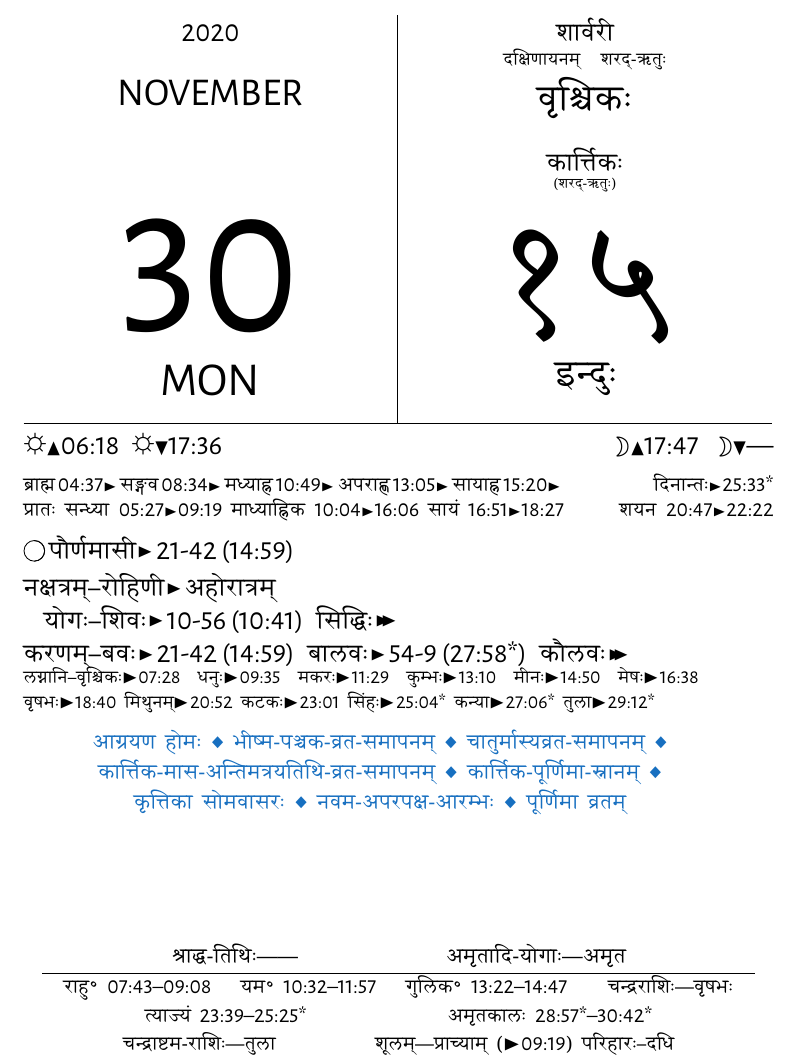 2020
NOVEMBER
30
MON
शार्वरी
दक्षिणायनम् शरद्-ऋतुः
वृश्चिकः
कार्त्तिकः
(शरद्-ऋतुः)
१५
इन्दुः
☼▲06:18 ☼▼17:36 ☽▲17:47 ☽▼—
ब्राह्म 04:37► सङ्गव 08:34► मध्याह्न 10:49► अपराह्ण 13:05► सायाह्न 15:20► दिनान्तः►25:33*
प्रातः सन्ध्या 05:27►09:19 माध्याह्निक 10:04►16:06 सायं 16:51►18:27 शयन 20:47►22:22
○पौर्णमासी►21-42 (14:59)
नक्षत्रम्–रोहिणी►अहोरात्रम्
योगः–शिवः►10-56 (10:41) सिद्धिः►►
करणम्–बवः►21-42 (14:59) बालवः►54-9 (27:58*) कौलवः►►
लग्नानि–वृश्चिकः►07:28 धनुः►09:35 मकरः►11:29 कुम्भः►13:10 मीनः►14:50 मेषः►16:38
वृषभः►18:40 मिथुनम्►20:52 कटकः►23:01 सिंहः►25:04* कन्या►27:06* तुला►29:12*
आग्रयण होमः ◆ भीष्म-पञ्चक-व्रत-समापनम् ◆ चातुर्मास्यव्रत-समापनम् ◆
कार्त्तिक-मास-अन्तिमत्रयतिथि-व्रत-समापनम् ◆ कार्त्तिक-पूर्णिमा-स्नानम् ◆
कृत्तिका सोमवासरः ◆ नवम-अपरपक्ष-आरम्भः ◆ पूर्णिमा व्रतम्
श्राद्ध-तिथिः—— अमृतादि-योगाः—अमृत
राहु° 07:43–09:08 यम° 10:32–11:57 गुलिक° 13:22–14:47 चन्द्रराशिः—वृषभः
त्याज्यं 23:39–25:25* अमृतकालः 28:57*–30:42*
चन्द्राष्टम-राशिः—तुला शूलम्—प्राच्याम् (►09:19) परिहारः–दधि